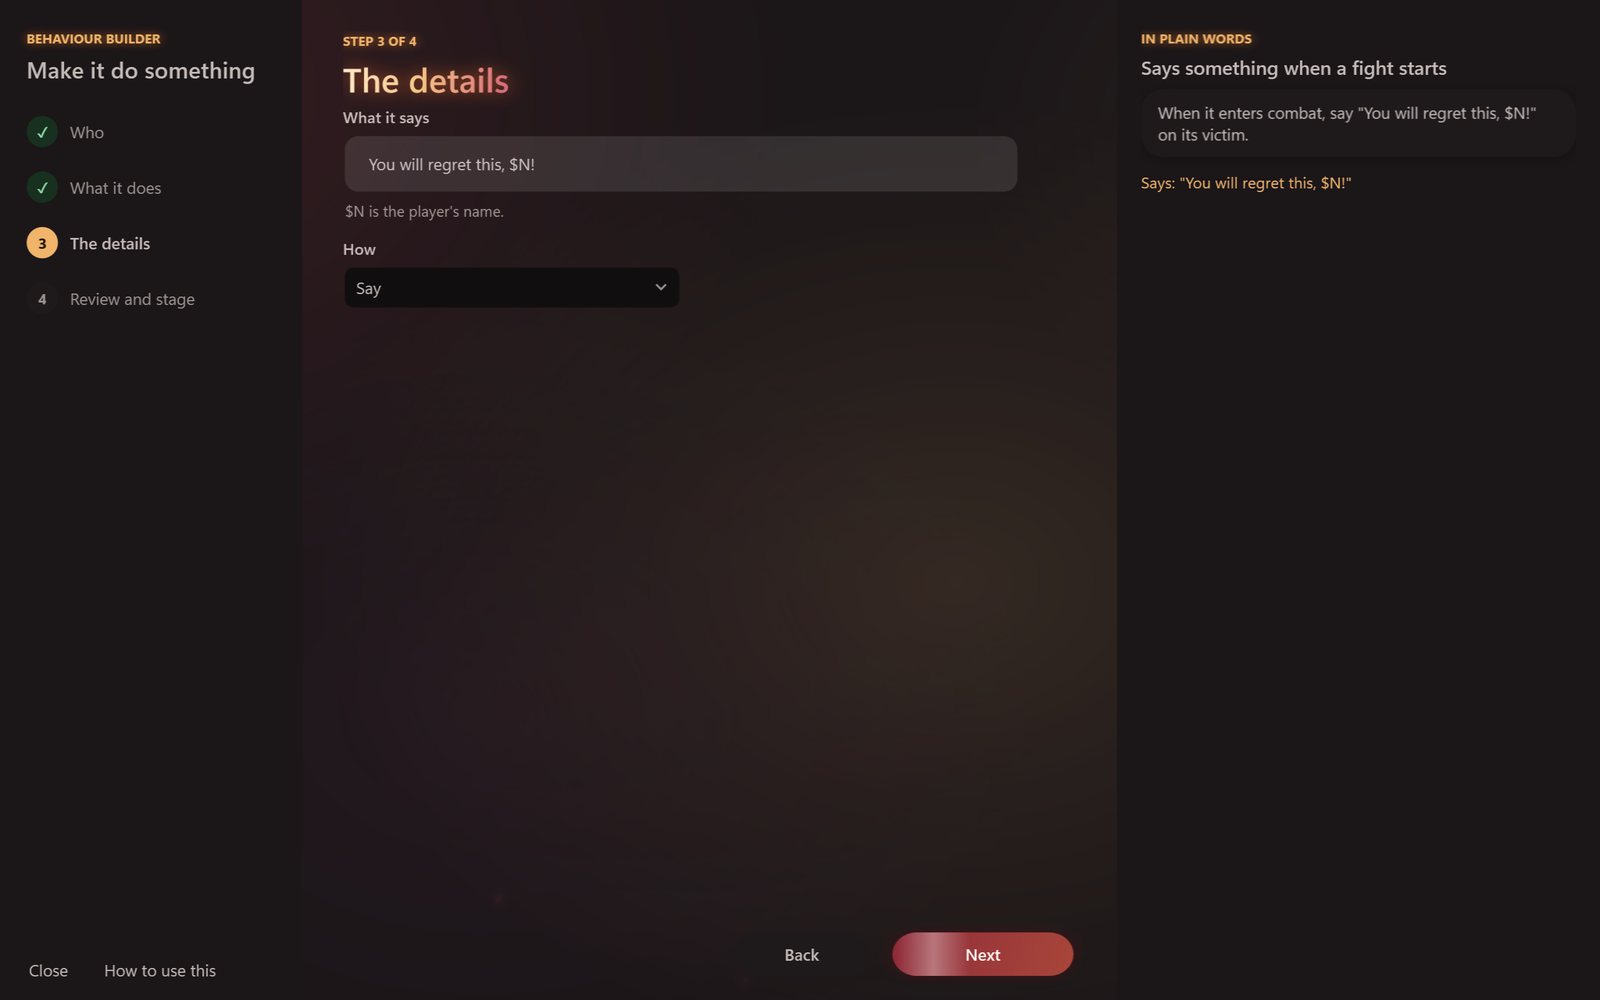 BEHAVIOUR BUILDER
Make it do something
✓ Who
✓ What it does
3 The details
4 Review and stage
Close
How to use this
STEP 3 OF 4
The details
What it says
You will regret this, $N!
$N is the player's name.
How
Say
Back
Next
IN PLAIN WORDS
Says something when a fight starts
When it enters combat, say "You will regret this, $N!"
on its victim.
Says: "You will regret this, $N!"